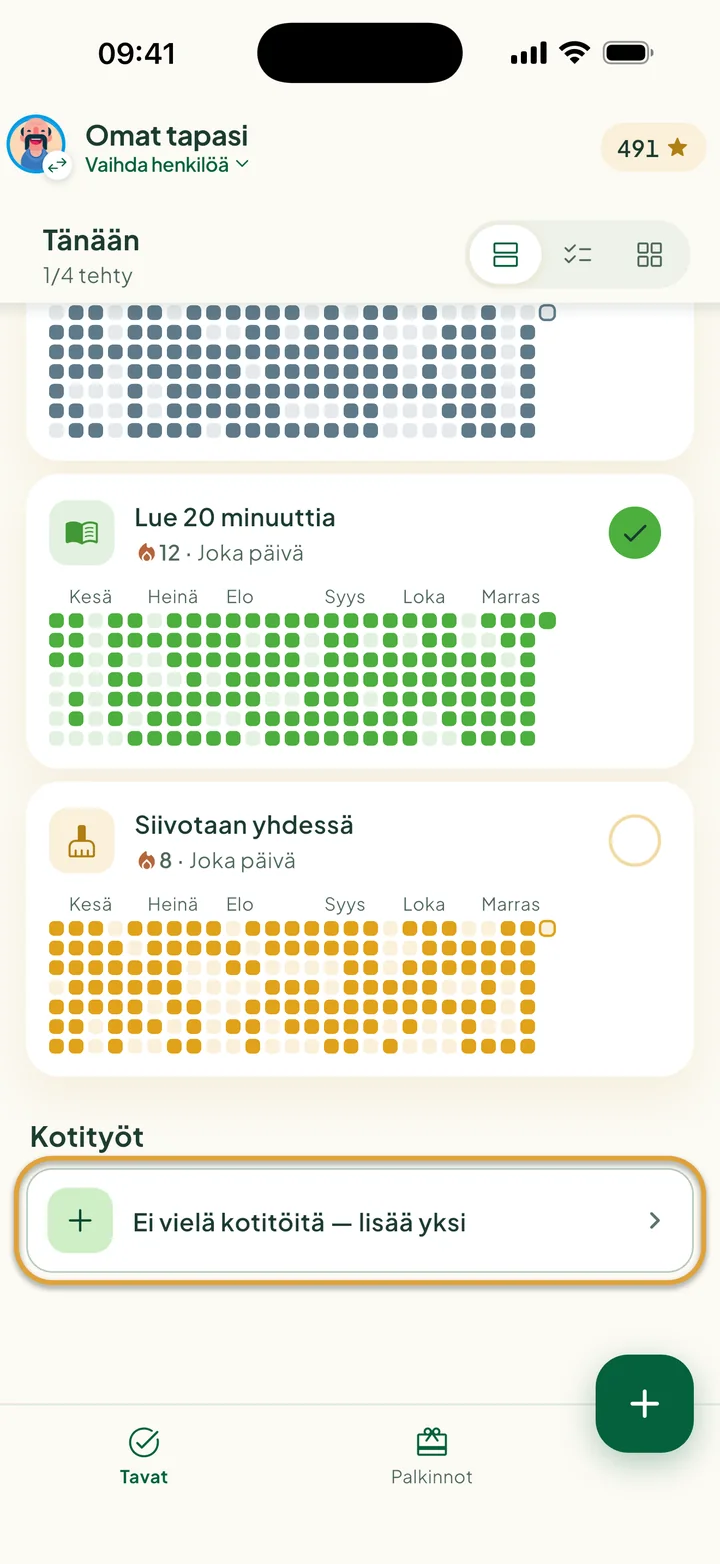 09:41
Omat tapasi
Vaihda henkilöä
491
Tänään
1/4 tehty
Lue 20 minuuttia
12 · Joka päivä
Kesä Heinä Elo Syys Loka Marras
Siivotaan yhdessä
8 · Joka päivä
Kesä Heinä Elo Syys Loka Marras
Kotityöt
Ei vielä kotitöitä — lisää yksi
Tavat
Palkinnot